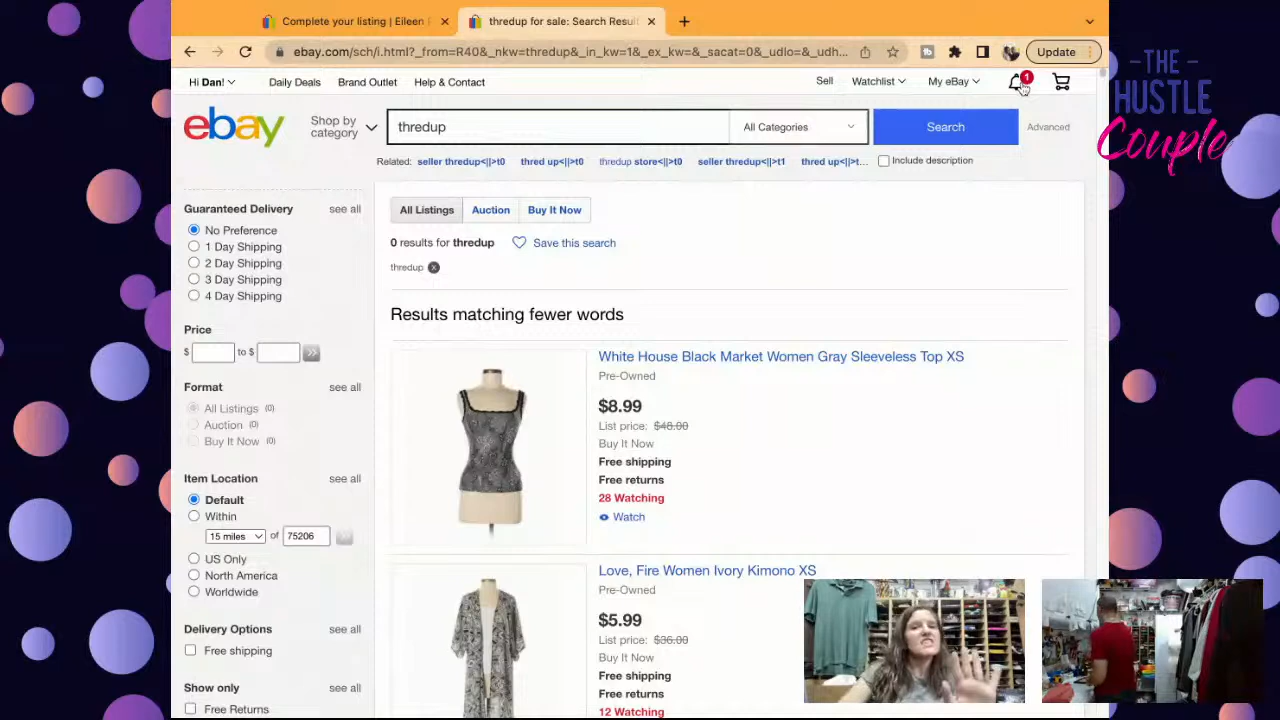 Complete your listing | Eileen F
thredup for sale: Search Result
ebay.com/sch/i.html?_from=R40&_nkw=thredup&_in_kw=1&_ex_kw=&_sacat=0&_udlo=&_udh...
Update
Hi Dan!
Daily Deals
Brand Outlet
Help & Contact
Sell
Watchlist
My eBay
1
ebay
Shop by category
thredup
All Categories
Search
Advanced
Related: seller thredup<||>t0 thred up<||>t0 thredup store<||>t0 seller thredup<||>t1 thred up<||>t...
Include description
Guaranteed Delivery see all
No Preference
1 Day Shipping
2 Day Shipping
3 Day Shipping
4 Day Shipping
Price
$ to $
Format see all
All Listings (0)
Auction (0)
Buy It Now (0)
Item Location see all
Default
Within
15 miles of 75206
US Only
North America
Worldwide
Delivery Options see all
Free shipping
Show only see all
Free Returns
All Listings Auction Buy It Now
0 results for thredup Save this search
thredup
Results matching fewer words
White House Black Market Women Gray Sleeveless Top XS
Pre-Owned
$8.99
List price: $48.00
Buy It Now
Free shipping
Free returns
28 Watching
Watch
Love, Fire Women Ivory Kimono XS
Pre-Owned
$5.99
List price: $36.00
Buy It Now
Free shipping
Free returns
12 Watching
-THE-
HUSTLE
Couple